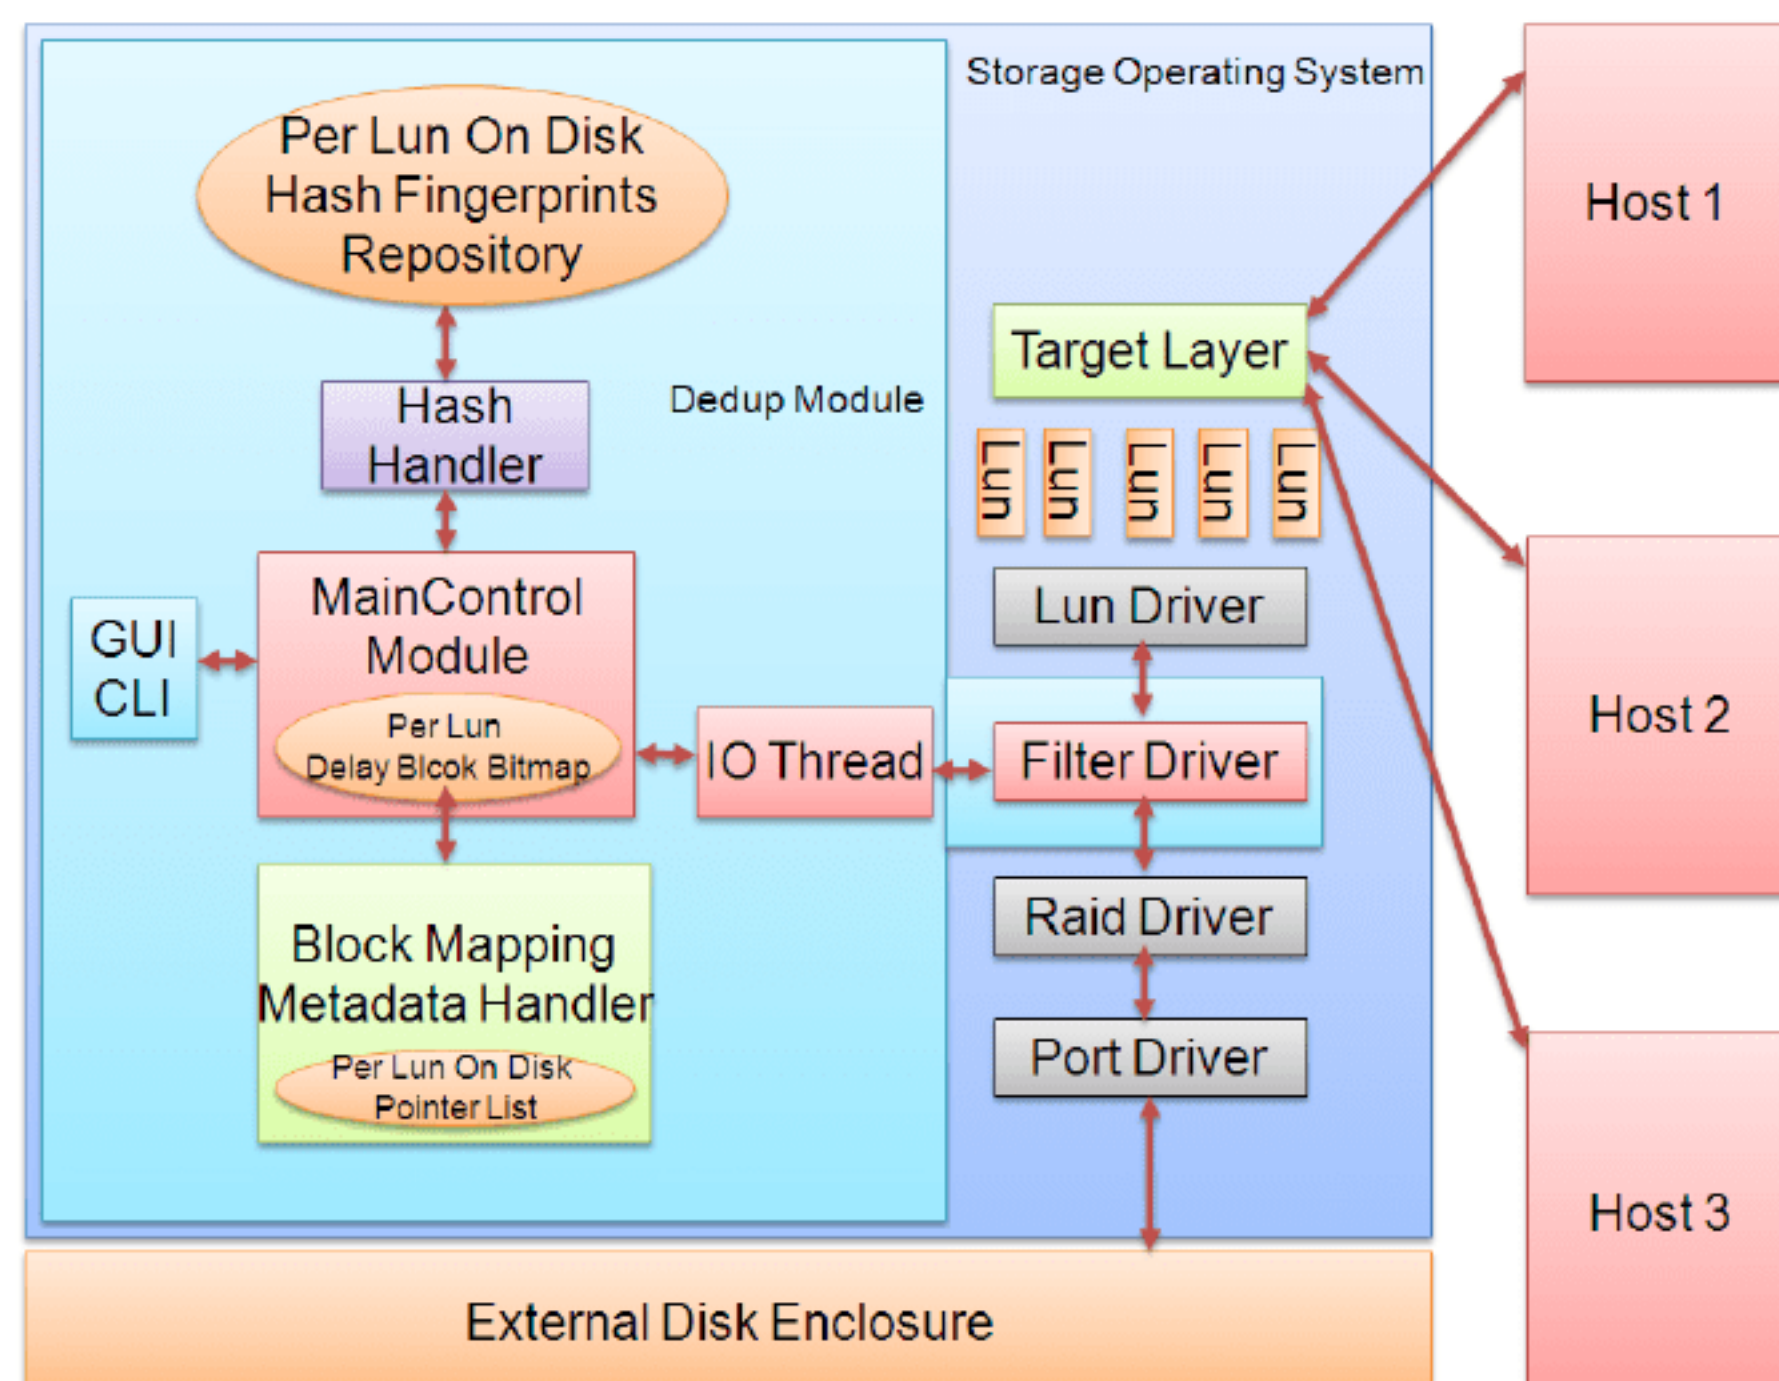 Storage Operating System
Per Lun On Disk
Hash Fingerprints
Repository
Hash
Handler
Dedup Module
MainControl
Module
Per Lun
Delay Blcok Bitmap
GUI
CLI
IO Thread
Block Mapping
Metadata Handler
Per Lun On Disk
Pointer List
Target Layer
Lun
Lun
Lun
Lun
Lun
Lun Driver
Filter Driver
Raid Driver
Port Driver
Host 1
Host 2
Host 3
External Disk Enclosure